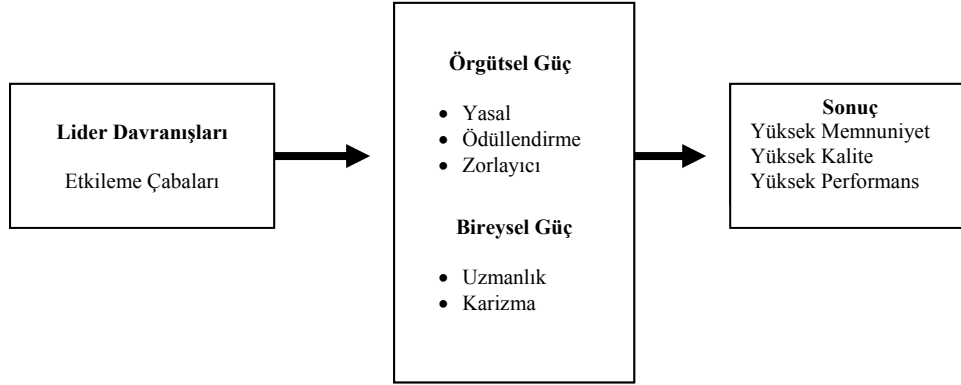 Lider Davranışları
Etkileme Çabaları
Örgütsel Güç
• Yasal
• Ödüllendirme
• Zorlayıcı
Bireysel Güç
• Uzmanlık
• Karizma
Sonuç
Yüksek Memnuniyet
Yüksek Kalite
Yüksek Performans